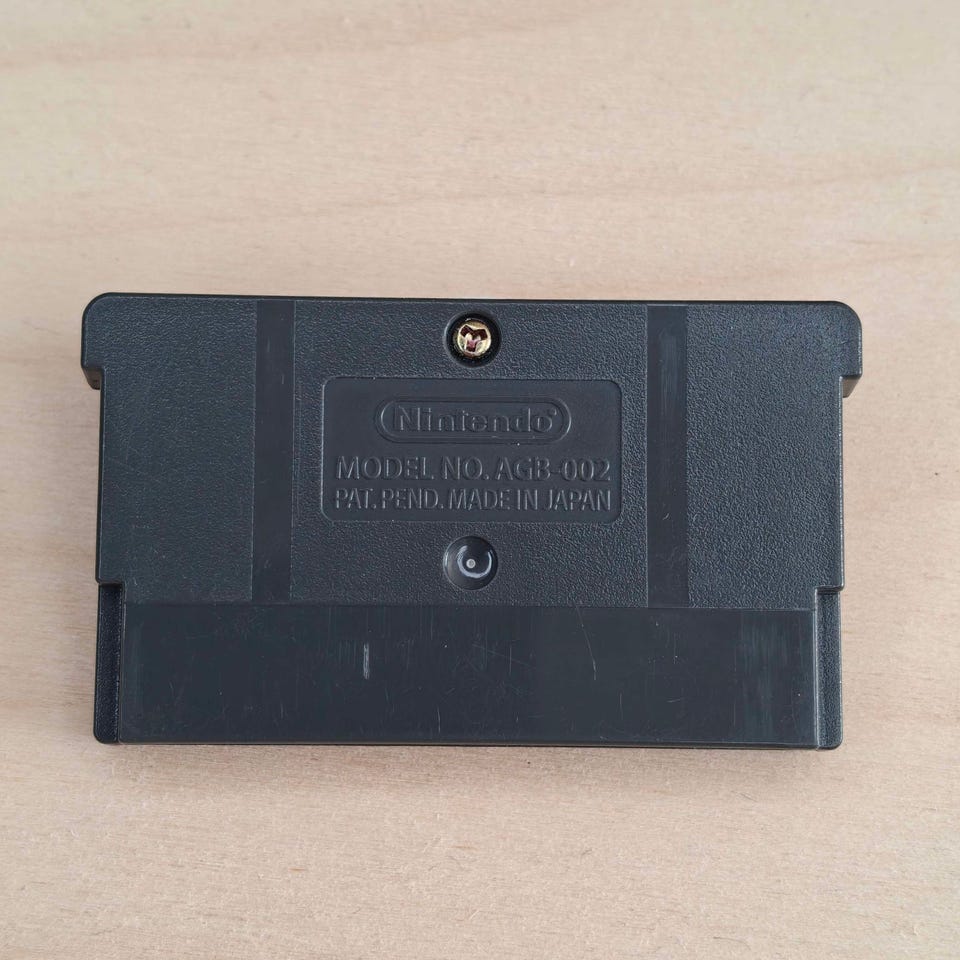 Nintendo®
MODEL NO. AGB-002
PAT. PEND. MADE IN JAPAN